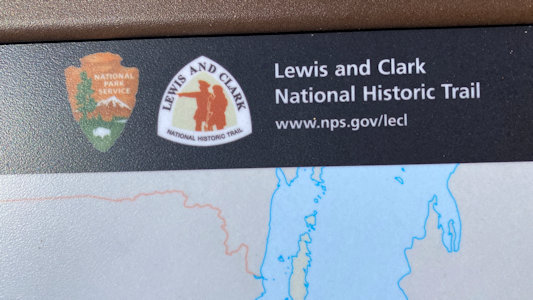 NATIONAL
PARK
SERVICE
LEWIS AND CLARK
NATIONAL HISTORIC TRAIL
Lewis and Clark
National Historic Trail
www.nps.gov/lecl